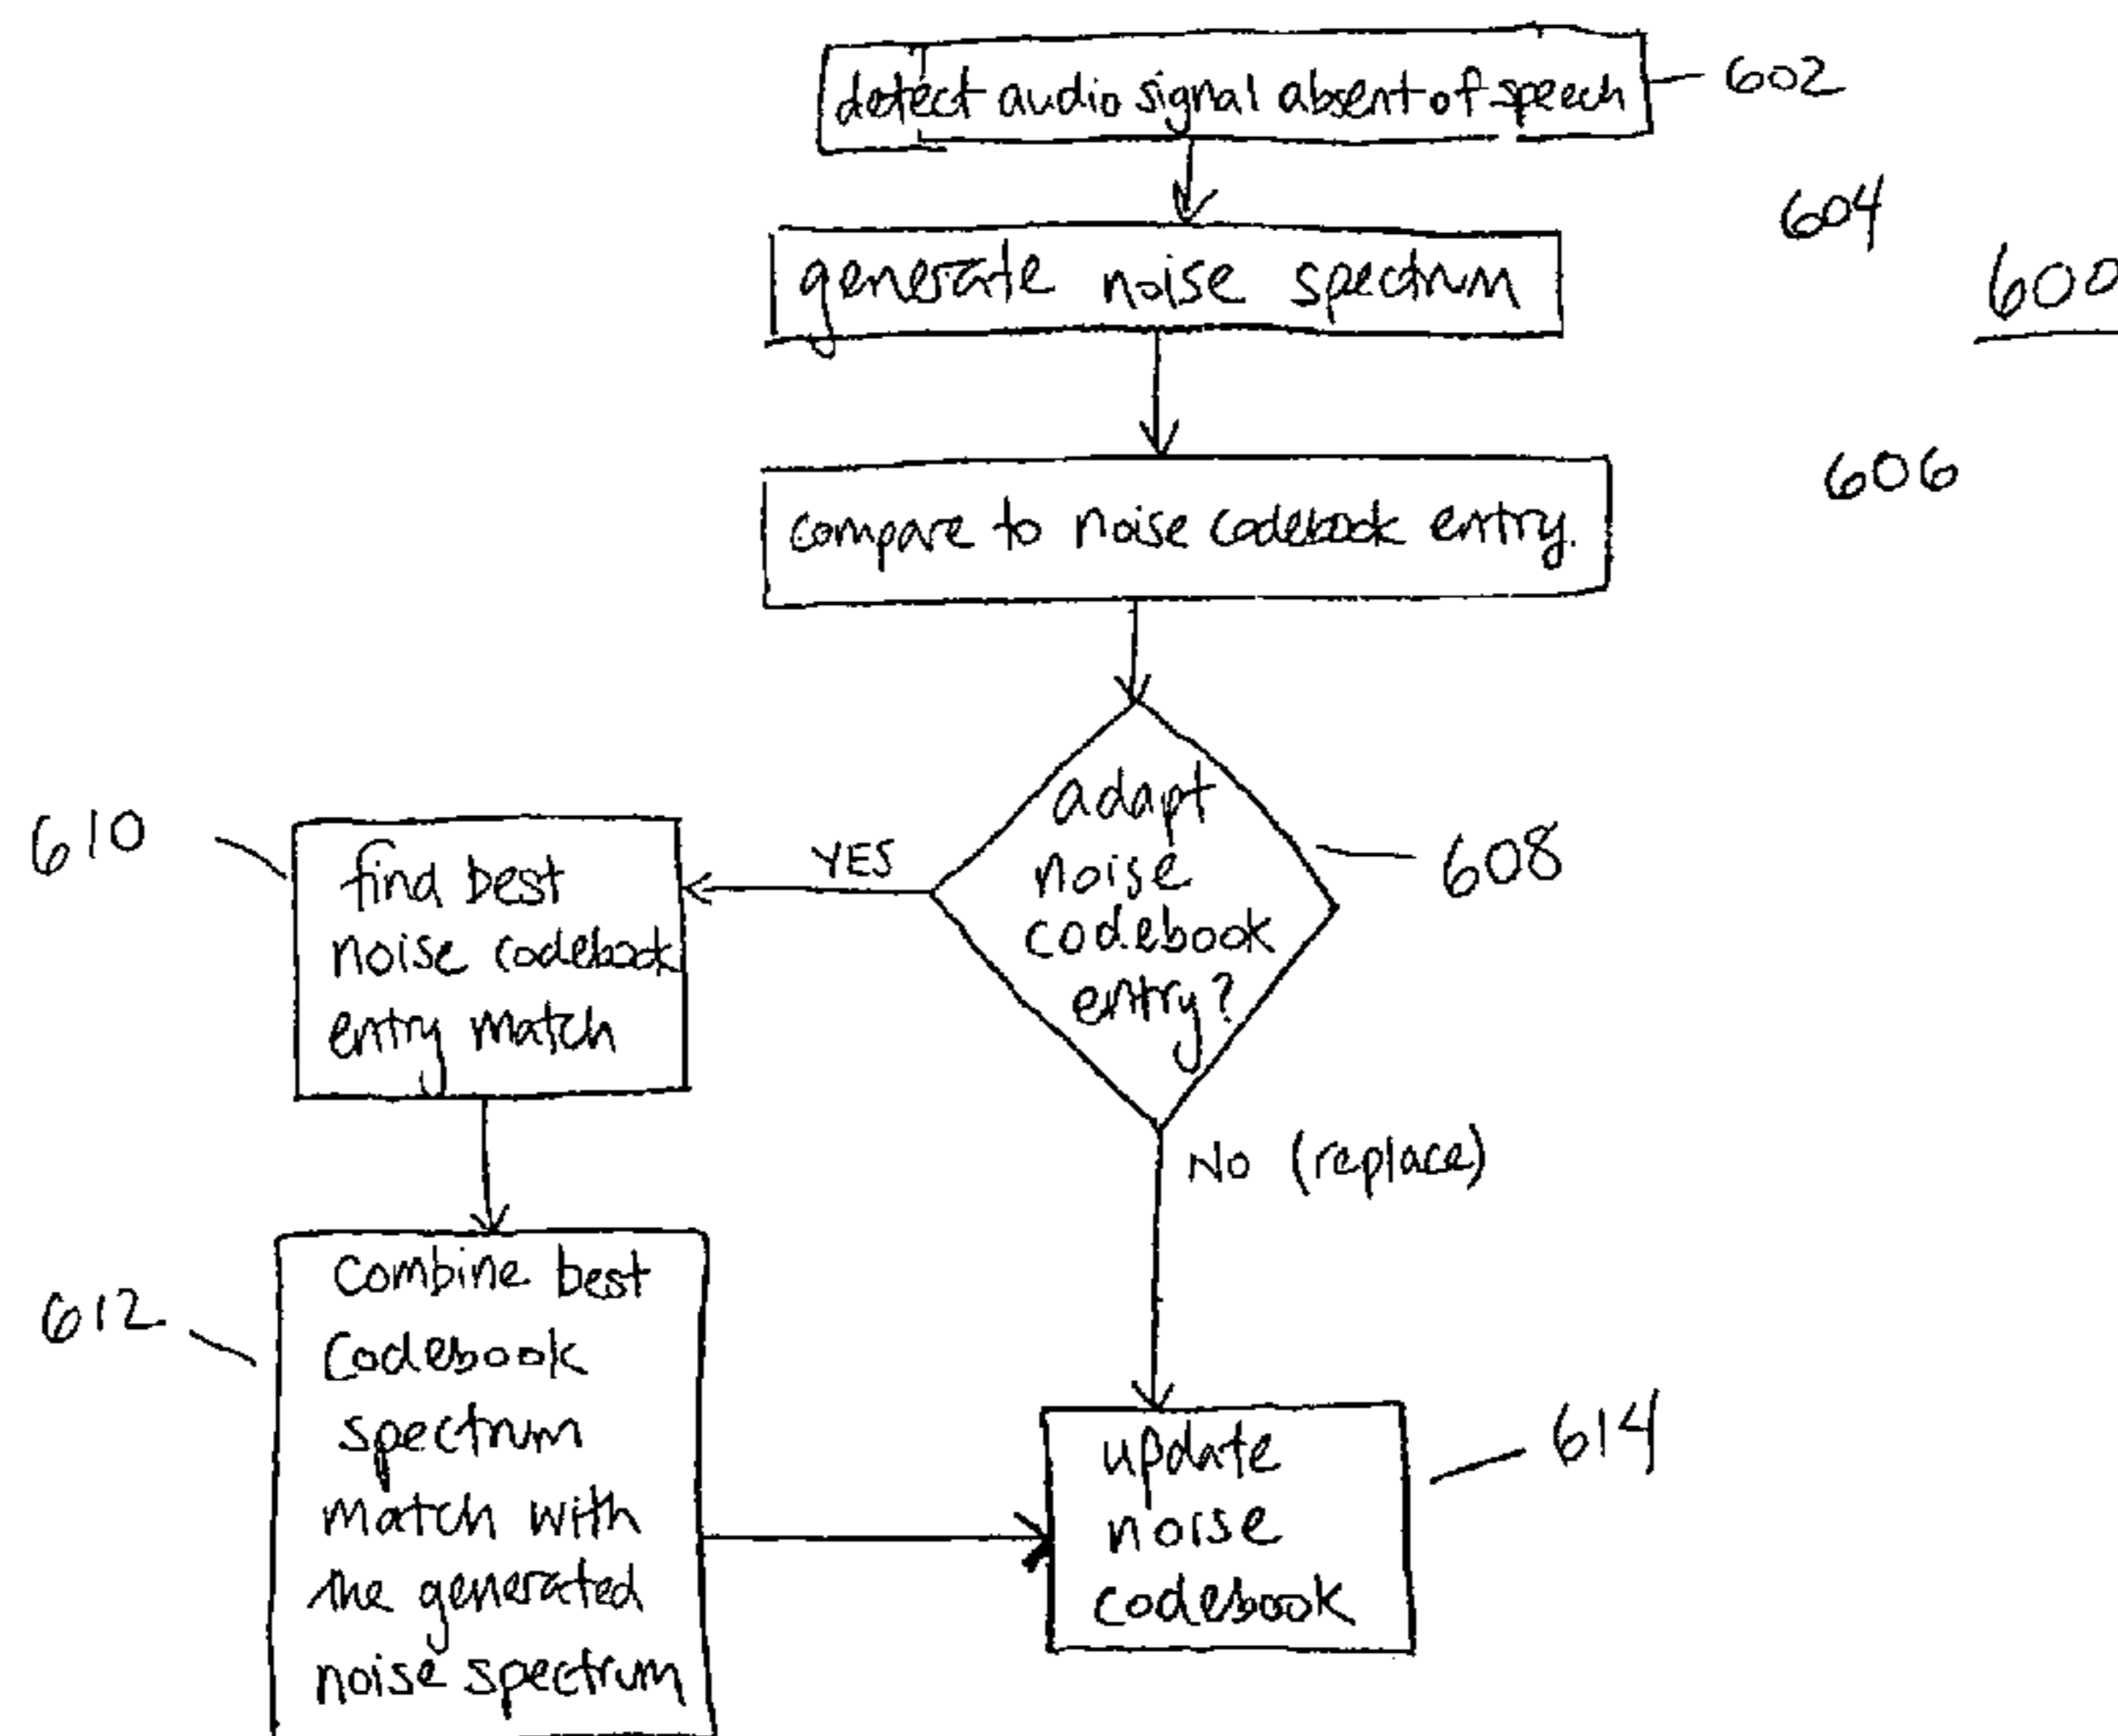 detect audio signal absent of speech
602
604
generate noise spectrum
600
compare to noise codebook entry.
606
adapt
noise
codebook
entry?
608
YES
610
find best
noise codebook
entry match
No (replace)
612
combine best
codebook
spectrum
match with
the generated
noise spectrum
update
noise
codebook
614